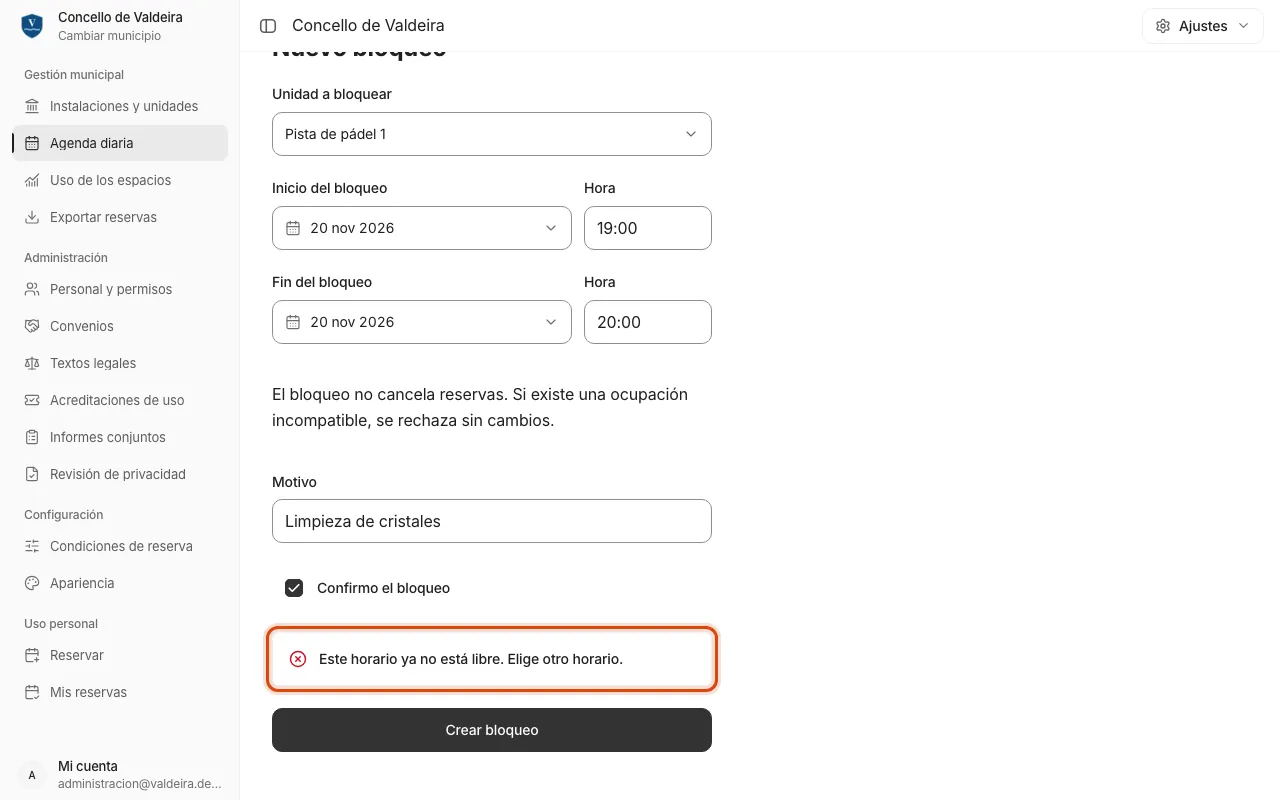 Concello de Valdeira
Cambiar municipio
Gestión municipal
Instalaciones y unidades
Agenda diaria
Uso de los espacios
Exportar reservas
Administración
Personal y permisos
Convenios
Textos legales
Acreditaciones de uso
Informes conjuntos
Revisión de privacidad
Configuración
Condiciones de reserva
Apariencia
Uso personal
Reservar
Mis reservas
A
Mi cuenta
administracion@valdeira.de...
Concello de Valdeira
Ajustes
Nuevo bloqueo
Unidad a bloquear
Pista de pádel 1
Inicio del bloqueo
Hora
20 nov 2026
19:00
Fin del bloqueo
Hora
20 nov 2026
20:00
El bloqueo no cancela reservas. Si existe una ocupación
incompatible, se rechaza sin cambios.
Motivo
Limpieza de cristales
Confirmo el bloqueo
Este horario ya no está libre. Elige otro horario.
Crear bloqueo